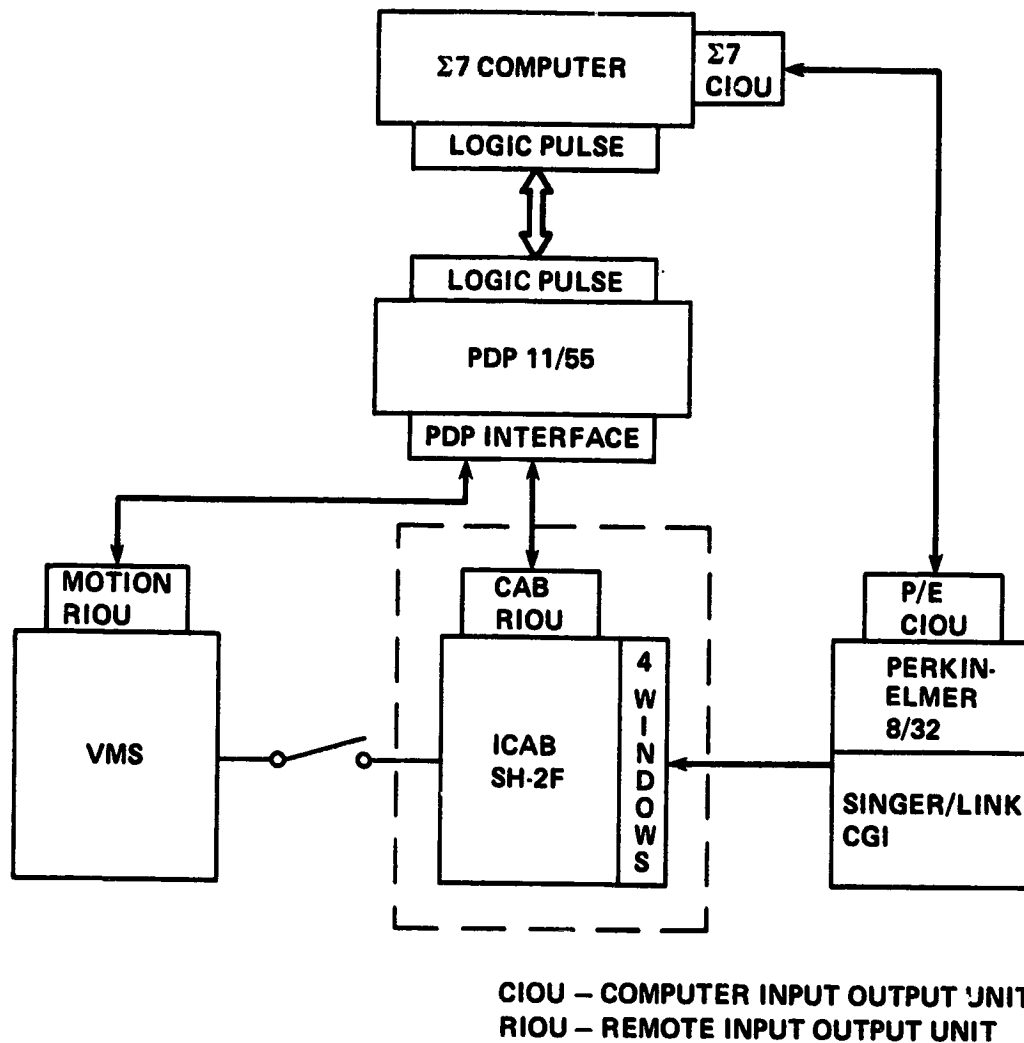 Σ7 COMPUTER
Σ7
CIOU
LOGIC PULSE
LOGIC PULSE
PDP 11/55
PDP INTERFACE
MOTION
RIOU
CAB
RIOU
P/E
CIOU
VMS
ICAB
SH-2F
4
W
I
N
D
O
W
S
PERKIN-
ELMER
8/32
SINGER/LINK
CGI
CIOU – COMPUTER INPUT OUTPUT UNIT
RIOU – REMOTE INPUT OUTPUT UNIT